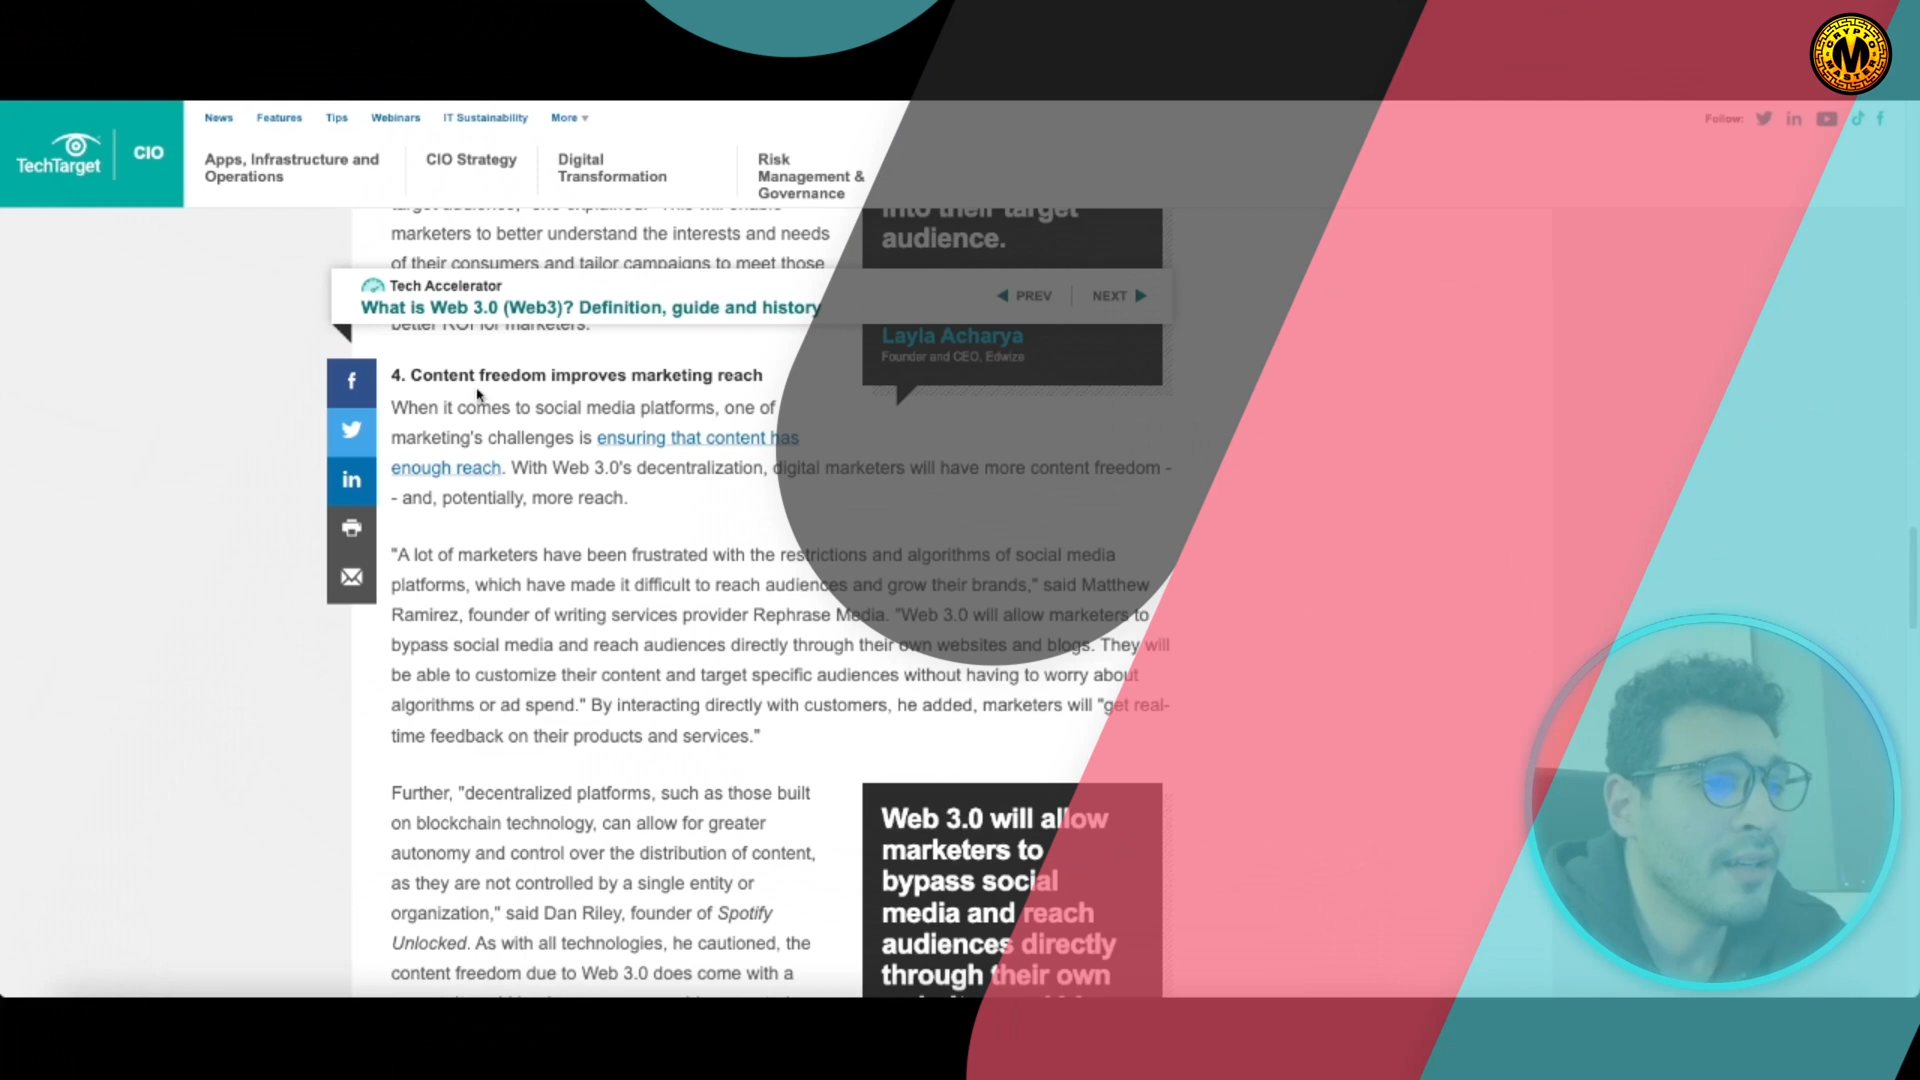 CRYPTO
M
MASTER
TechTarget
CIO
News Features Tips Webinars IT Sustainability More
Follow:
Apps, Infrastructure and
Operations
CIO Strategy
Digital
Transformation
Risk
Management &
Governance
marketers to better understand the interests and needs
of their consumers and tailor campaigns to meet those
better ROI for marketers.
into their target
audience.
Tech Accelerator
What is Web 3.0 (Web3)? Definition, guide and history
PREV
NEXT
Layla Acharya
Founder and CEO, Edwize
4. Content freedom improves marketing reach
When it comes to social media platforms, one of
marketing's challenges is ensuring that content has
enough reach. With Web 3.0's decentralization, digital marketers will have more content freedom -
- and, potentially, more reach.
"A lot of marketers have been frustrated with the restrictions and algorithms of social media
platforms, which have made it difficult to reach audiences and grow their brands," said Matthew
Ramirez, founder of writing services provider Rephrase Media. "Web 3.0 will allow marketers to
bypass social media and reach audiences directly through their own websites and blogs. They will
be able to customize their content and target specific audiences without having to worry about
algorithms or ad spend." By interacting directly with customers, he added, marketers will "get real-
time feedback on their products and services."
Further, "decentralized platforms, such as those built
on blockchain technology, can allow for greater
autonomy and control over the distribution of content,
as they are not controlled by a single entity or
organization," said Dan Riley, founder of Spotify
Unlocked. As with all technologies, he cautioned, the
content freedom due to Web 3.0 does come with a
Web 3.0 will allow
marketers to
bypass social
media and reach
audiences directly
through their own